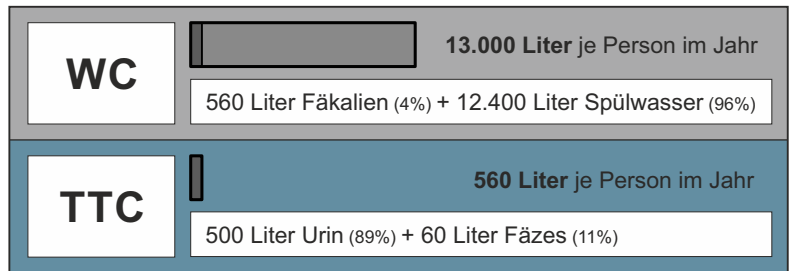 WC
13.000 Liter je Person im Jahr
560 Liter Fäkalien (4%) + 12.400 Liter Spülwasser (96%)
TTC
560 Liter je Person im Jahr
500 Liter Urin (89%) + 60 Liter Fäzes (11%)